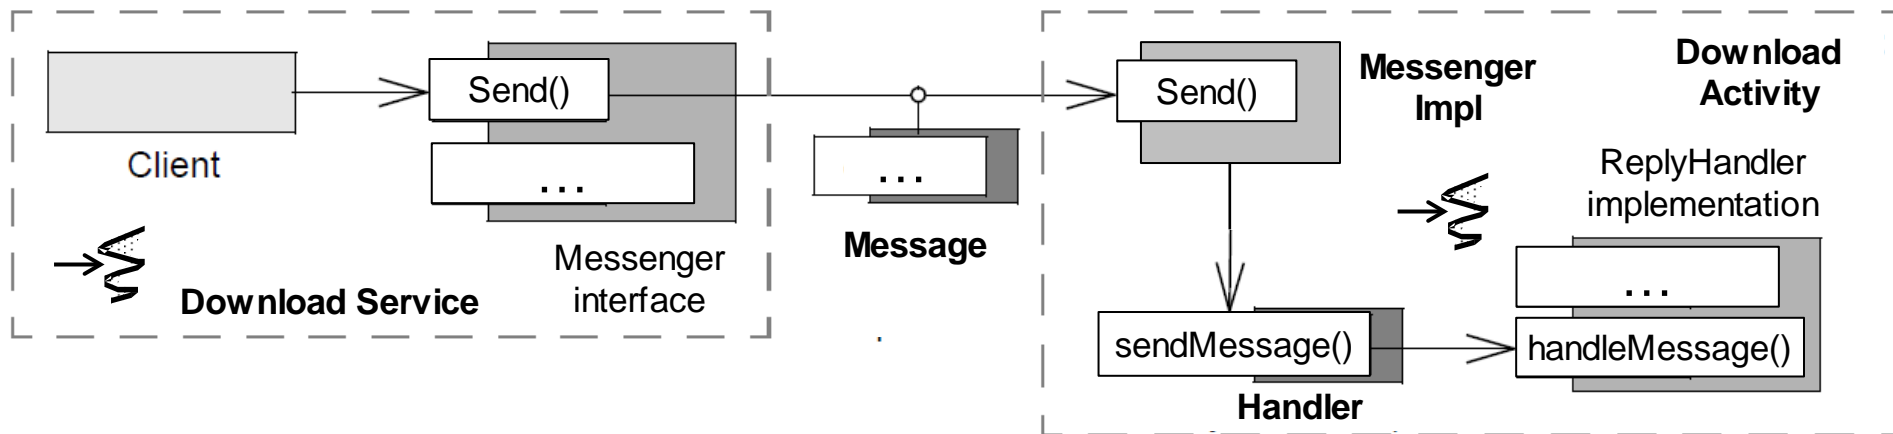 Send()
...
Client
Messenger
interface
Download Service
...
Message
Send()
Messenger
Impl
Download
Activity
ReplyHandler
implementation
...
sendMessage()
handleMessage()
Handler